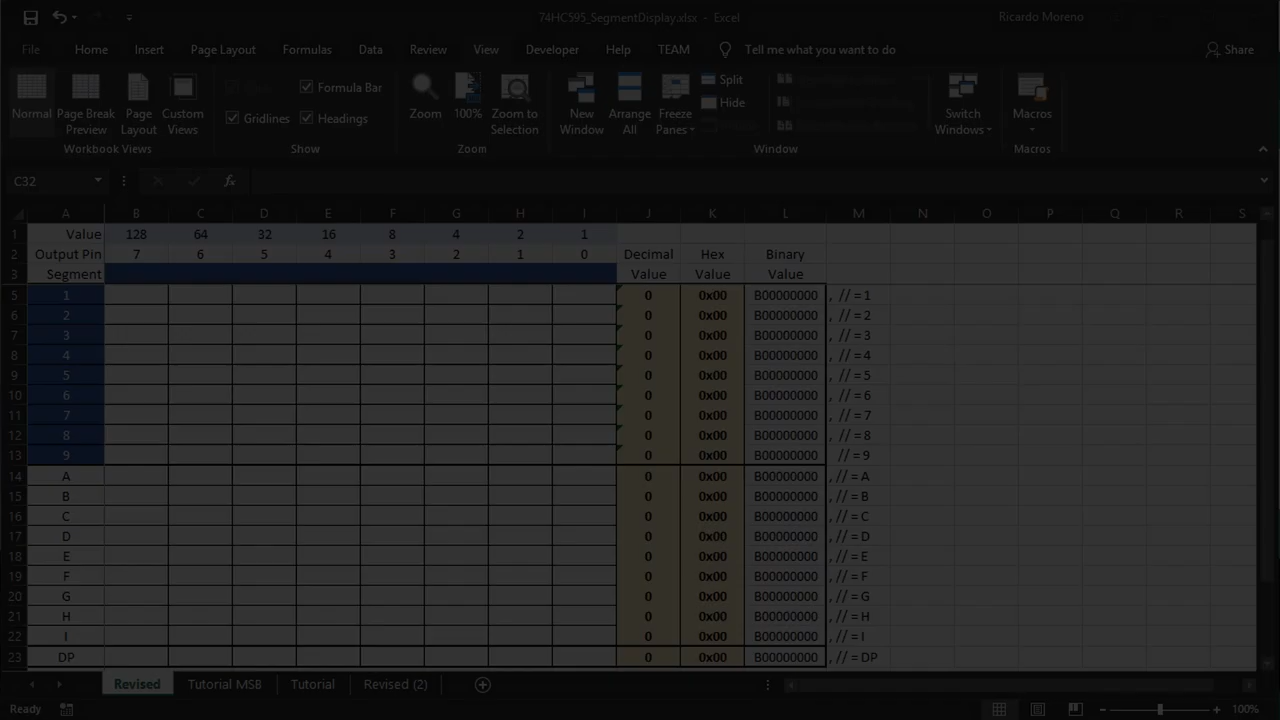 74HC595_SegmentDisplay.xlsx - Excel
Ricardo Moreno
File Home Insert Page Layout Formulas Data Review View Developer Help TEAM Tell me what you want to do Share
Normal Page Break Preview Page Layout Custom Views
Formula Bar
Gridlines Headings
Zoom 100% Zoom to Selection
New Window Arrange All Freeze Panes
Split
Hide
Switch Windows
Macros
Workbook Views Show Zoom Window Macros
C32 fx
A B C D E F G H I J K L M N O P Q R S
1 Value 128 64 32 16 8 4 2 1
2 Output Pin 7 6 5 4 3 2 1 0 Decimal Hex Binary
3 Segment Value Value Value
5 1 0 0x00 B00000000 , // = 1
6 2 0 0x00 B00000000 , // = 2
7 3 0 0x00 B00000000 , // = 3
8 4 0 0x00 B00000000 , // = 4
9 5 0 0x00 B00000000 , // = 5
10 6 0 0x00 B00000000 , // = 6
11 7 0 0x00 B00000000 , // = 7
12 8 0 0x00 B00000000 , // = 8
13 9 0 0x00 B00000000 // = 9
14 A 0 0x00 B00000000 , // = A
15 B 0 0x00 B00000000 , // = B
16 C 0 0x00 B00000000 , // = C
17 D 0 0x00 B00000000 , // = D
18 E 0 0x00 B00000000 , // = E
19 F 0 0x00 B00000000 , // = F
20 G 0 0x00 B00000000 , // = G
21 H 0 0x00 B00000000 , // = H
22 I 0 0x00 B00000000 , // = I
23 DP 0 0x00 B00000000 , // = DP
Revised Tutorial MSB Tutorial Revised (2)
Ready 100%